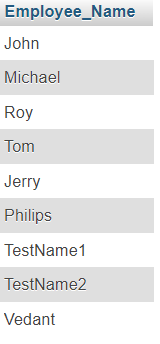 Employee_Name
John
Michael
Roy
Tom
Jerry
Philips
TestName1
TestName2
Vedant